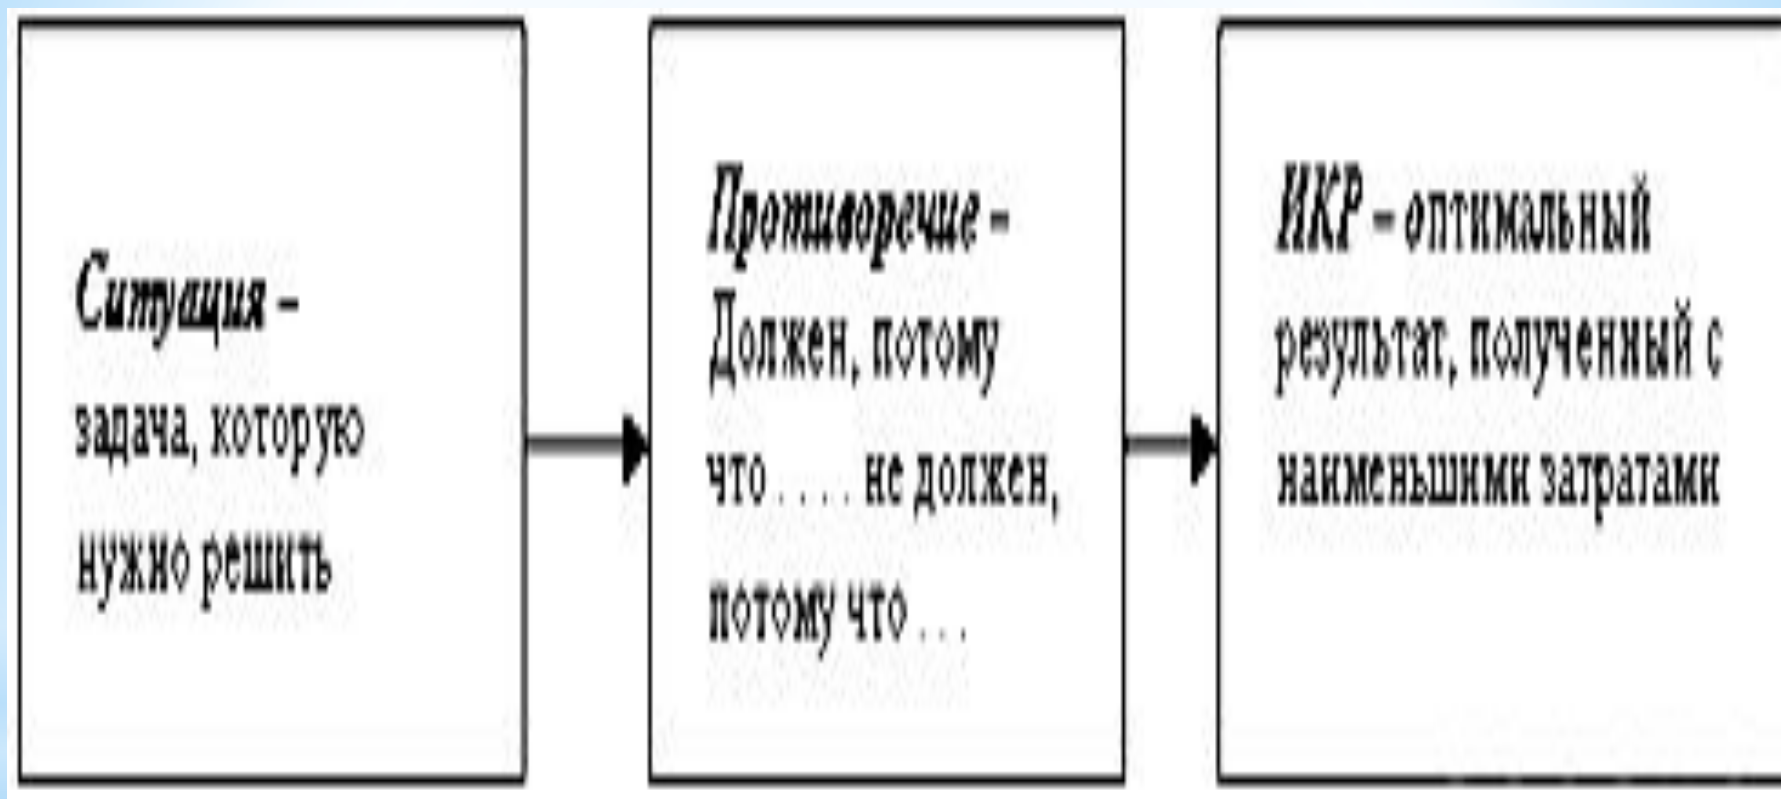 Ситуация –
задача, которую
нужно решить
Противоречие –
Должен, потому
что . . . . не должен,
потому что . . .
ИКР – оптимальный
результат, полученный с
наименьшими затратами